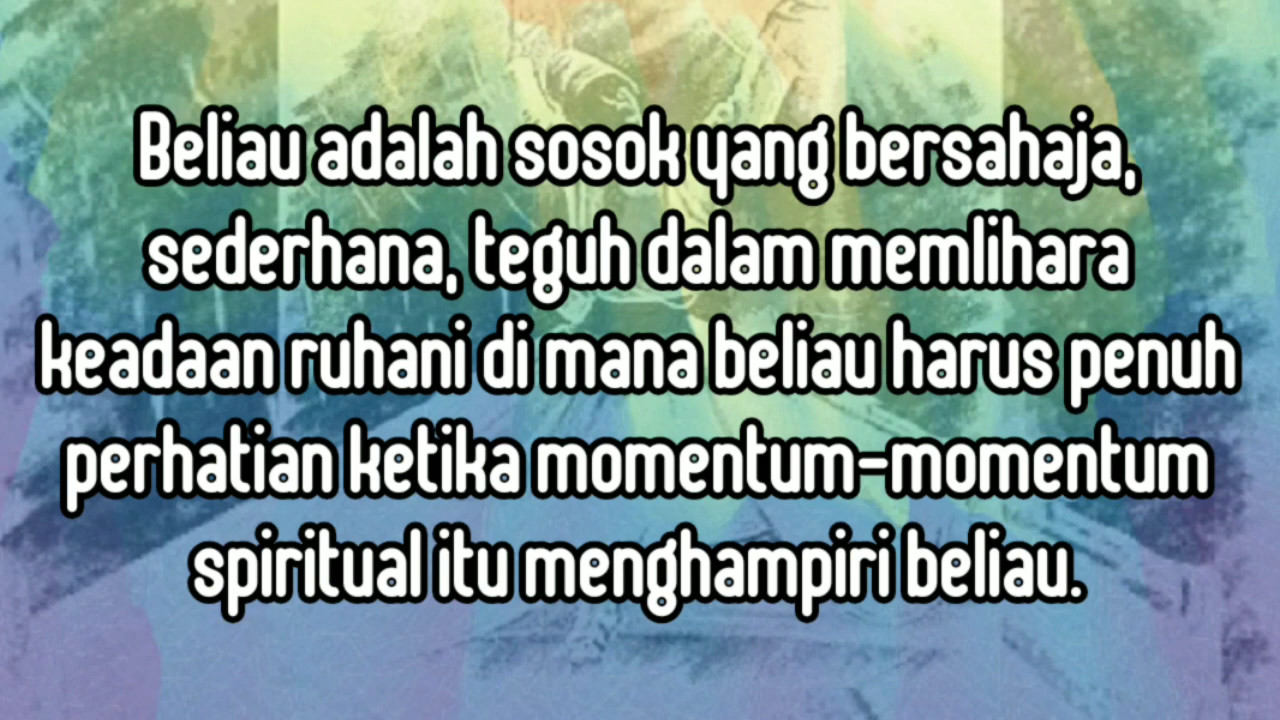 Beliau adalah sosok yang bersahaja,
sederhana, teguh dalam memlihara
keadaan ruhani di mana beliau harus penuh
perhatian ketika momentum-momentum
spiritual itu menghampiri beliau.